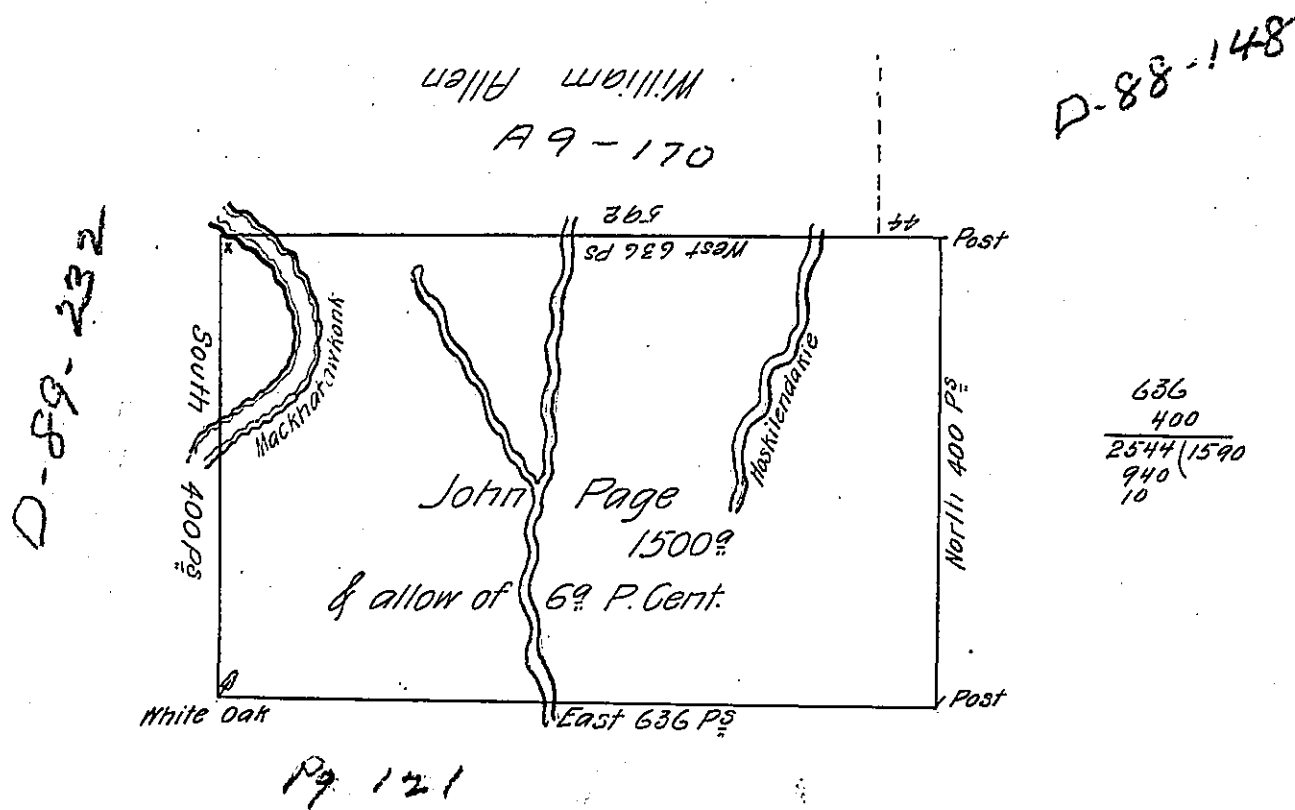 D-88-148
William Allen
A9-170
D-89-232
592
44
West 636 ps
Post
x
South 400 ps
Mackhatawkonk
Haskilendakie
North 400 Ps
636
400
2544(1590
940
10
John Page
1500a
& allow of 6a P. Cent.
White Oak
East 636 Ps
Post
Pg 121